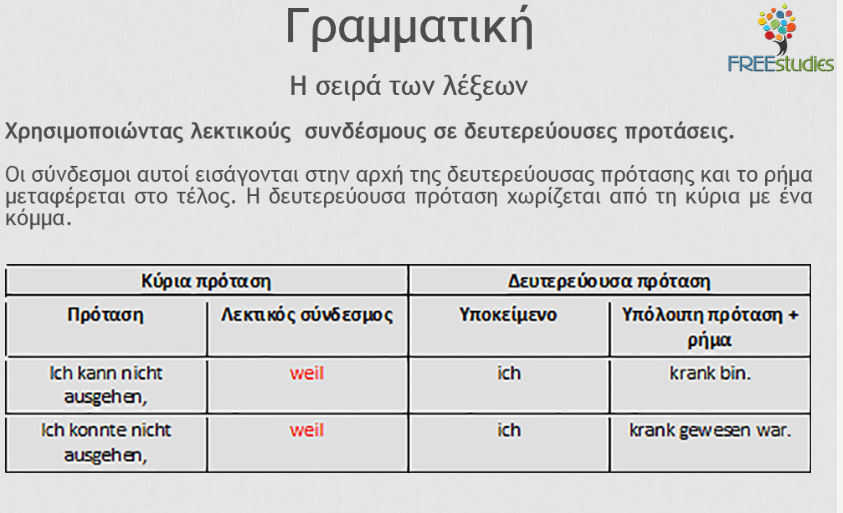 Γραμματική
FREEstudies
Η σειρά των λέξεων
Χρησιμοποιώντας λεκτικούς συνδέσμους σε δευτερεύουσες προτάσεις.
Οι σύνδεσμοι αυτοί εισάγονται στην αρχή της δευτερεύουσας πρότασης και το ρήμα
μεταφέρεται στο τέλος. Η δευτερεύουσα πρόταση χωρίζεται από τη κύρια με ένα
κόμμα.
Κύρια πρόταση Δευτερεύουσα πρόταση
Πρόταση Λεκτικός σύνδεσμος Υποκείμενο Υπόλοιπη πρόταση +
ρήμα
Ich kann nicht weil ich krank bin.
ausgehen,
Ich konnte nicht weil ich krank gewesen war.
ausgehen,